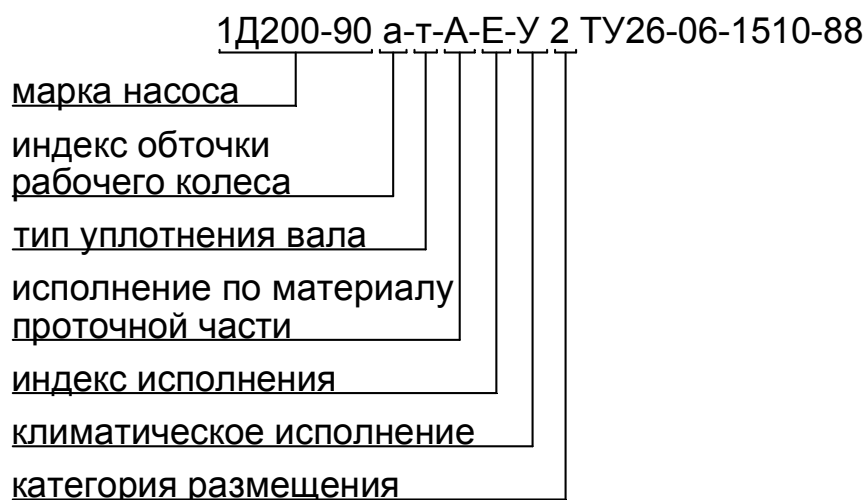 1Д200-90 а-т-А-Е-У 2 ТУ26-06-1510-88
марка насоса
индекс обточки
рабочего колеса
тип уплотнения вала
исполнение по материалу
проточной части
индекс исполнения
климатическое исполнение
категория размещения